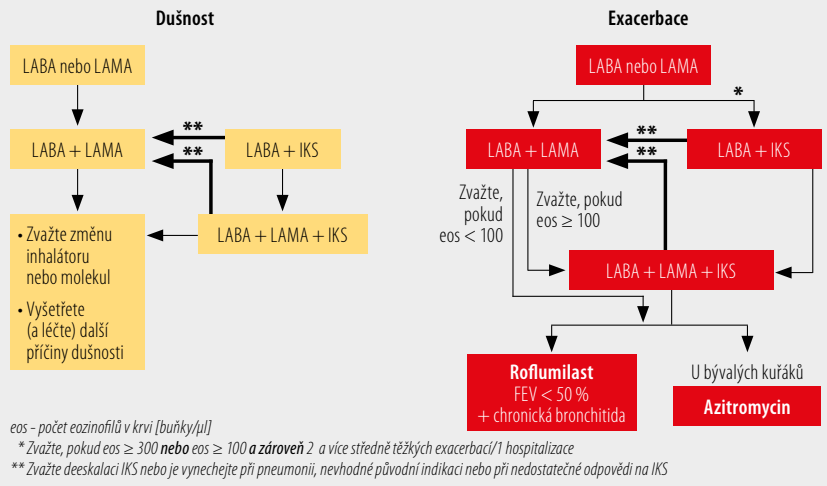 Dušnost
LABA nebo LAMA
**
LABA + LAMA
LABA + IKS
**
LABA + LAMA + IKS
• Zvažte změnu
inhalátoru
nebo molekul
• Vyšetřete
(a léčte) další
příčiny dušnosti
Exacerbace
LABA nebo LAMA
*
**
LABA + LAMA
LABA + IKS
**
Zvažte,
pokud
eos < 100
Zvažte, pokud
eos ≥ 100
LABA + LAMA + IKS
Roflumilast
FEV < 50 %
+ chronická bronchitida
U bývalých kuřáků
Azitromycin
eos - počet eozinofilů v krvi [buňky/µl]
* Zvažte, pokud eos ≥ 300 nebo eos ≥ 100 a zároveň 2 a více středně těžkých exacerbací/1 hospitalizace
** Zvažte deeskalaci IKS nebo je vynechejte při pneumonii, nevhodné původní indikaci nebo při nedostatečné odpovědi na IKS